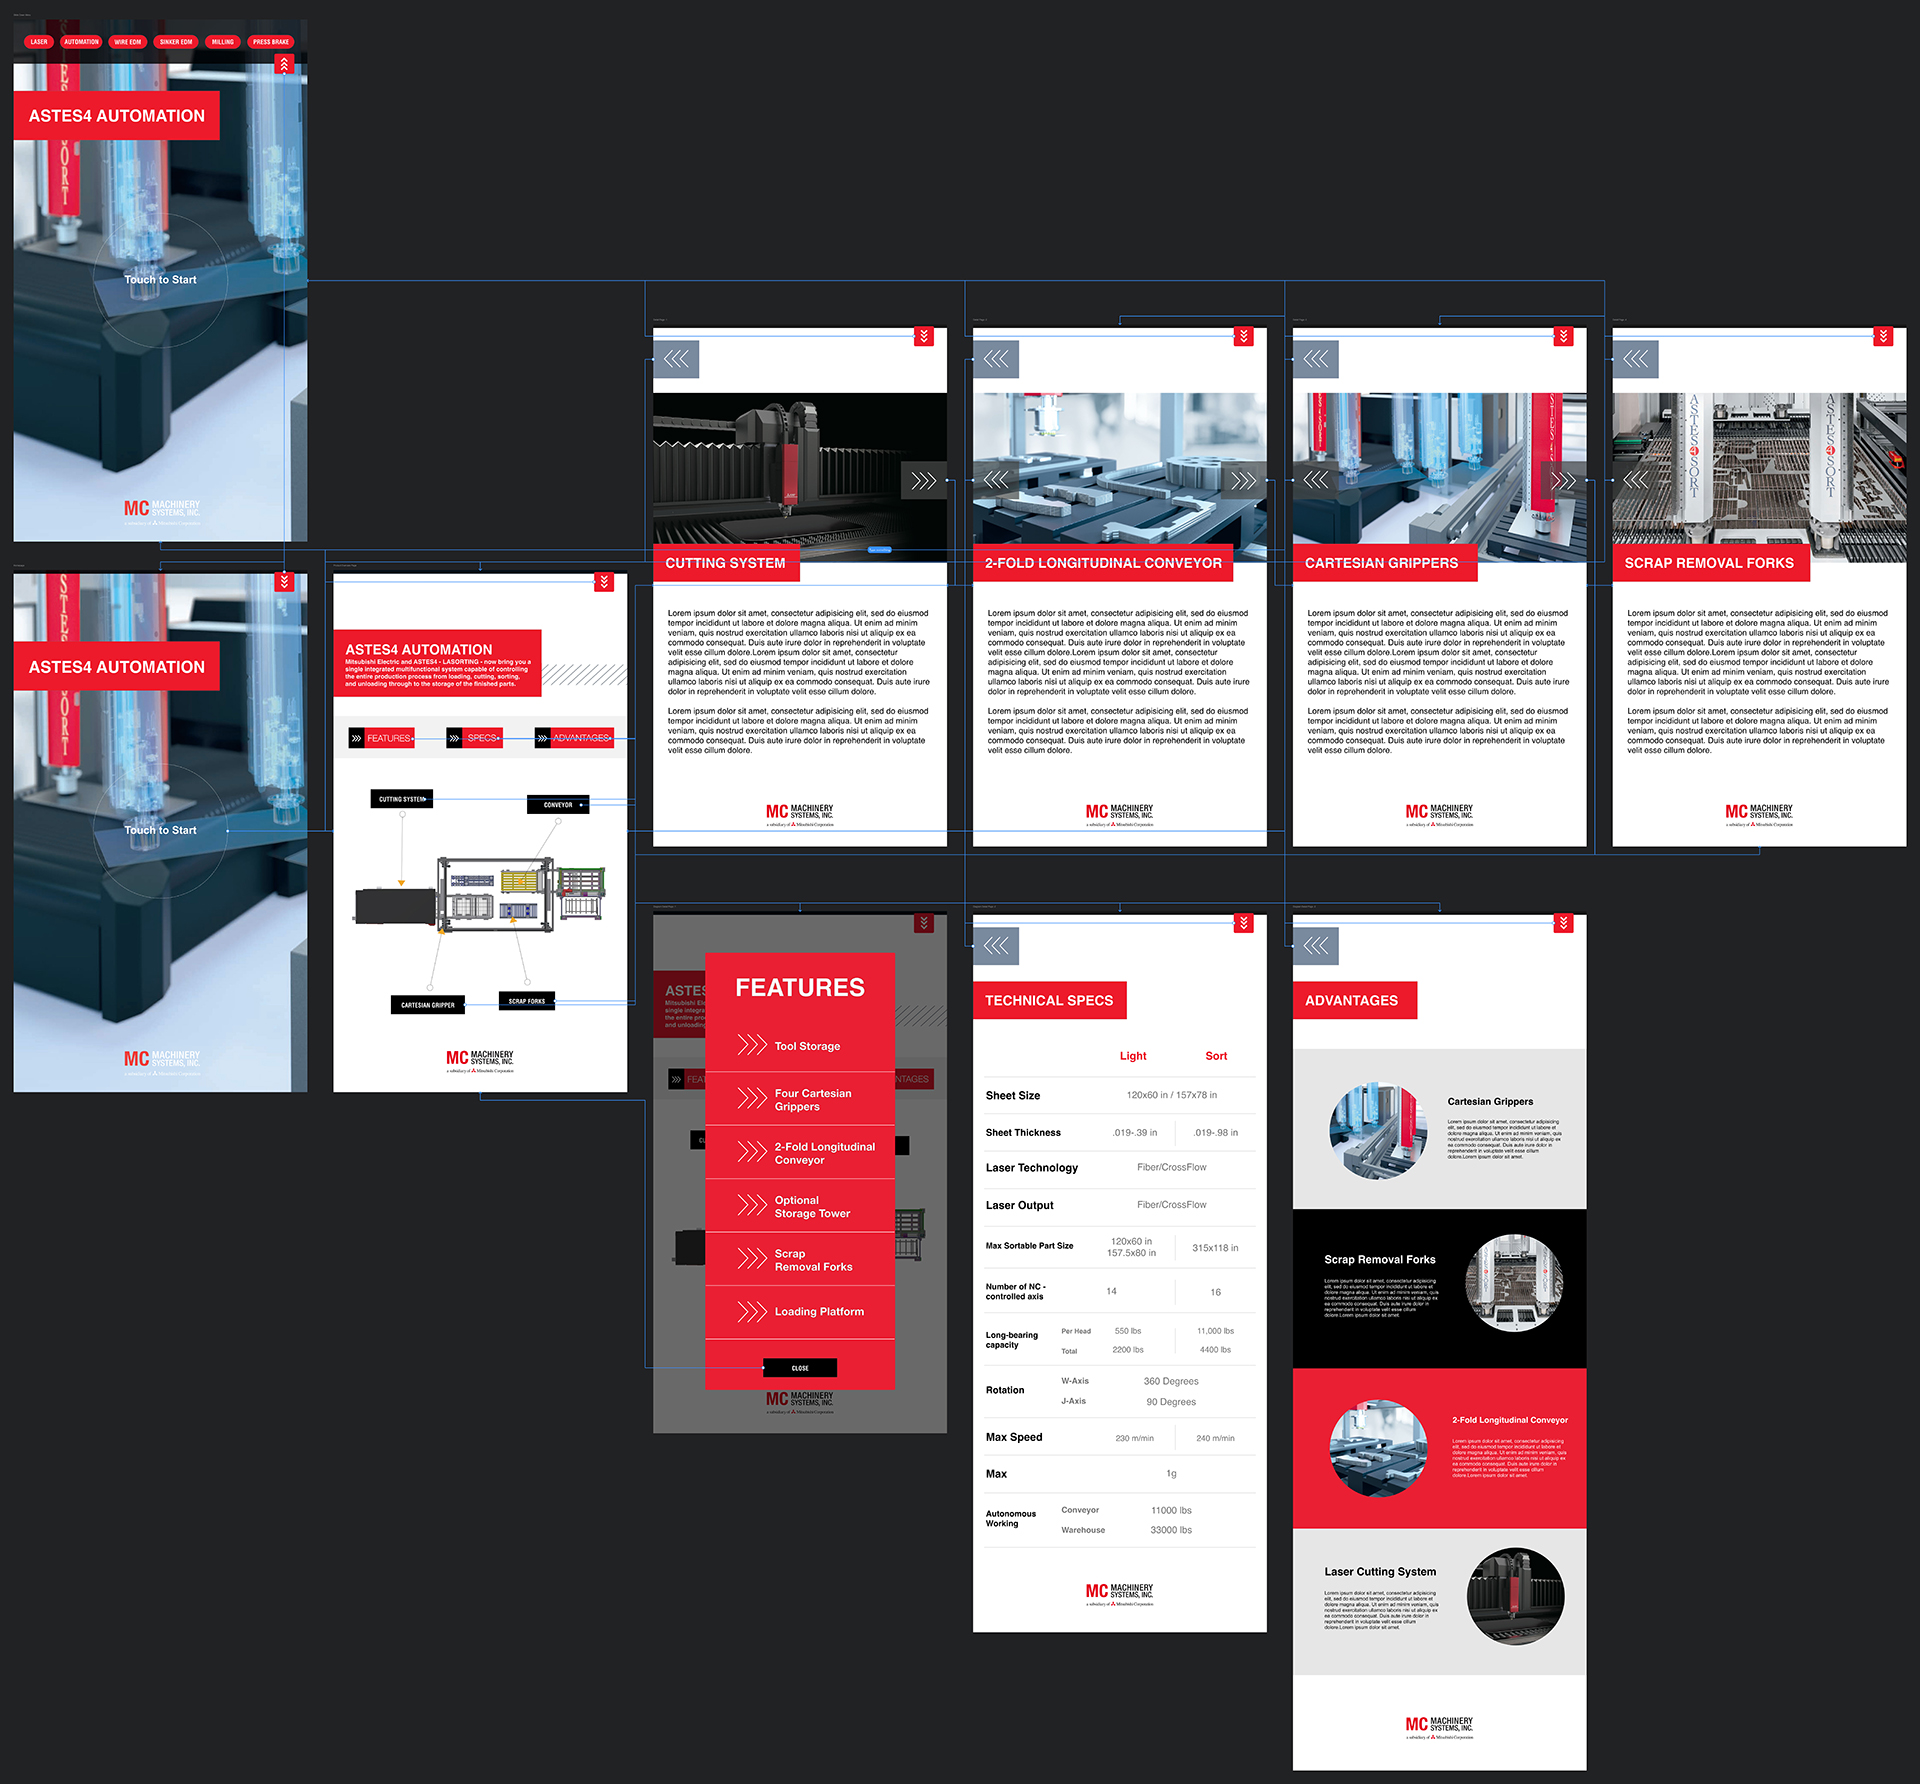 LASER
AUTOMATION
WIRE EDM
SINKER EDM
MILLING
PRESS BRAKE
ASTES4 AUTOMATION
Touch to Start
MC MACHINERY
SYSTEMS, INC.
a subsidiary of Mitsubishi Corporation
ASTES4 AUTOMATION
Touch to Start
MC MACHINERY
SYSTEMS, INC.
a subsidiary of Mitsubishi Corporation
ASTES4 AUTOMATION
Mitsubishi Electric and ASTES4 - LASORTING - now bring you a
single integrated multifunctional system capable of controlling
the entire production process from loading, cutting, sorting,
and unloading through to the storage of the finished parts.
FEATURES
SPECS
ADVANTAGES
CUTTING SYSTEM
CONVEYOR
CARTESIAN GRIPPER
SCRAP FORKS
MC MACHINERY
SYSTEMS, INC.
a subsidiary of Mitsubishi Corporation
CUTTING SYSTEM
Lorem ipsum dolor sit amet, consectetur adipisicing elit, sed do eiusmod
tempor incididunt ut labore et dolore magna aliqua. Ut enim ad minim
veniam, quis nostrud exercitation ullamco laboris nisi ut aliquip ex ea
commodo consequat. Duis aute irure dolor in reprehenderit in voluptate
velit esse cillum dolore.Lorem ipsum dolor sit amet, consectetur
adipisicing elit, sed do eiusmod tempor incididunt ut labore et dolore
magna aliqua. Ut enim ad minim veniam, quis nostrud exercitation
ullamco laboris nisi ut aliquip ex ea commodo consequat. Duis aute irure
dolor in reprehenderit in voluptate velit esse cillum dolore.
Lorem ipsum dolor sit amet, consectetur adipisicing elit, sed do eiusmod
tempor incididunt ut labore et dolore magna aliqua. Ut enim ad minim
veniam, quis nostrud exercitation ullamco laboris nisi ut aliquip ex ea
commodo consequat. Duis aute irure dolor in reprehenderit in voluptate
velit esse cillum dolore.
MC MACHINERY
SYSTEMS, INC.
a subsidiary of Mitsubishi Corporation
2-FOLD LONGITUDINAL CONVEYOR
Lorem ipsum dolor sit amet, consectetur adipisicing elit, sed do eiusmod
tempor incididunt ut labore et dolore magna aliqua. Ut enim ad minim
veniam, quis nostrud exercitation ullamco laboris nisi ut aliquip ex ea
commodo consequat. Duis aute irure dolor in reprehenderit in voluptate
velit esse cillum dolore.Lorem ipsum dolor sit amet, consectetur
adipisicing elit, sed do eiusmod tempor incididunt ut labore et dolore
magna aliqua. Ut enim ad minim veniam, quis nostrud exercitation
ullamco laboris nisi ut aliquip ex ea commodo consequat. Duis aute irure
dolor in reprehenderit in voluptate velit esse cillum dolore.
Lorem ipsum dolor sit amet, consectetur adipisicing elit, sed do eiusmod
tempor incididunt ut labore et dolore magna aliqua. Ut enim ad minim
veniam, quis nostrud exercitation ullamco laboris nisi ut aliquip ex ea
commodo consequat. Duis aute irure dolor in reprehenderit in voluptate
velit esse cillum dolore.
MC MACHINERY
SYSTEMS, INC.
a subsidiary of Mitsubishi Corporation
CARTESIAN GRIPPERS
Lorem ipsum dolor sit amet, consectetur adipisicing elit, sed do eiusmod
tempor incididunt ut labore et dolore magna aliqua. Ut enim ad minim
veniam, quis nostrud exercitation ullamco laboris nisi ut aliquip ex ea
commodo consequat. Duis aute irure dolor in reprehenderit in voluptate
velit esse cillum dolore.Lorem ipsum dolor sit amet, consectetur
adipisicing elit, sed do eiusmod tempor incididunt ut labore et dolore
magna aliqua. Ut enim ad minim veniam, quis nostrud exercitation
ullamco laboris nisi ut aliquip ex ea commodo consequat. Duis aute irure
dolor in reprehenderit in voluptate velit esse cillum dolore.
Lorem ipsum dolor sit amet, consectetur adipisicing elit, sed do eiusmod
tempor incididunt ut labore et dolore magna aliqua. Ut enim ad minim
veniam, quis nostrud exercitation ullamco laboris nisi ut aliquip ex ea
commodo consequat. Duis aute irure dolor in reprehenderit in voluptate
velit esse cillum dolore.
MC MACHINERY
SYSTEMS, INC.
a subsidiary of Mitsubishi Corporation
ASTES4SORT
ASTES4SORT
SCRAP REMOVAL FORKS
Lorem ipsum dolor sit amet, consectetur adipisicing elit, sed do eiusmod
tempor incididunt ut labore et dolore magna aliqua. Ut enim ad minim
veniam, quis nostrud exercitation ullamco laboris nisi ut aliquip ex ea
commodo consequat. Duis aute irure dolor in reprehenderit in voluptate
velit esse cillum dolore.Lorem ipsum dolor sit amet, consectetur
adipisicing elit, sed do eiusmod tempor incididunt ut labore et dolore
magna aliqua. Ut enim ad minim veniam, quis nostrud exercitation
ullamco laboris nisi ut aliquip ex ea commodo consequat. Duis aute irure
dolor in reprehenderit in voluptate velit esse cillum dolore.
Lorem ipsum dolor sit amet, consectetur adipisicing elit, sed do eiusmod
tempor incididunt ut labore et dolore magna aliqua. Ut enim ad minim
veniam, quis nostrud exercitation ullamco laboris nisi ut aliquip ex ea
commodo consequat. Duis aute irure dolor in reprehenderit in voluptate
velit esse cillum dolore.
MC MACHINERY
SYSTEMS, INC.
a subsidiary of Mitsubishi Corporation
FEATURES
Tool Storage
Four Cartesian
Grippers
2-Fold Longitudinal
Conveyor
Optional
Storage Tower
Scrap
Removal Forks
Loading Platform
CLOSE
MC MACHINERY
SYSTEMS, INC.
a subsidiary of Mitsubishi Corporation
TECHNICAL SPECS
Light Sort
Sheet Size 120x60 in / 157x78 in
Sheet Thickness .019-.39 in .019-.98 in
Laser Technology Fiber/CrossFlow
Laser Output Fiber/CrossFlow
Max Sortable Part Size 120x60 in
157.5x80 in 315x118 in
Number of NC -
controlled axis 14 16
Long-bearing
capacity
Per Head 550 lbs 11,000 lbs
Total 2200 lbs 4400 lbs
Rotation
W-Axis 360 Degrees
J-Axis 90 Degrees
Max Speed 230 m/min 240 m/min
Max 1g
Autonomous
Working
Conveyor 11000 lbs
Warehouse 33000 lbs
MC MACHINERY
SYSTEMS, INC.
a subsidiary of Mitsubishi Corporation
ADVANTAGES
Cartesian Grippers
Lorem ipsum dolor sit amet, consectetur adipisicing
elit, sed do eiusmod tempor incididunt ut labore et
dolore magna aliqua. Ut enim ad minim veniam, quis
nostrud exercitation ullamco laboris nisi ut aliquip ex
ea commodo consequat. Duis aute irure dolor in
reprehenderit in voluptate velit esse cillum
dolore.Lorem ipsum dolor sit amet.
Scrap Removal Forks
Lorem ipsum dolor sit amet, consectetur adipisicing
elit, sed do eiusmod tempor incididunt ut labore et
dolore magna aliqua. Ut enim ad minim veniam, quis
nostrud exercitation ullamco laboris nisi ut aliquip ex
ea commodo consequat. Duis aute irure dolor in
reprehenderit in voluptate velit esse cillum
dolore.Lorem ipsum dolor sit amet.
2-Fold Longitudinal Conveyor
Lorem ipsum dolor sit amet, consectetur adipisicing
elit, sed do eiusmod tempor incididunt ut labore et
dolore magna aliqua. Ut enim ad minim veniam, quis
nostrud exercitation ullamco laboris nisi ut aliquip ex
ea commodo consequat. Duis aute irure dolor in
reprehenderit in voluptate velit esse cillum
dolore.Lorem ipsum dolor sit amet.
Laser Cutting System
Lorem ipsum dolor sit amet, consectetur adipisicing
elit, sed do eiusmod tempor incididunt ut labore et
dolore magna aliqua. Ut enim ad minim veniam, quis
nostrud exercitation ullamco laboris nisi ut aliquip ex
ea commodo consequat. Duis aute irure dolor in
reprehenderit in voluptate velit esse cillum
dolore.Lorem ipsum dolor sit amet.
MC MACHINERY
SYSTEMS, INC.
a subsidiary of Mitsubishi Corporation